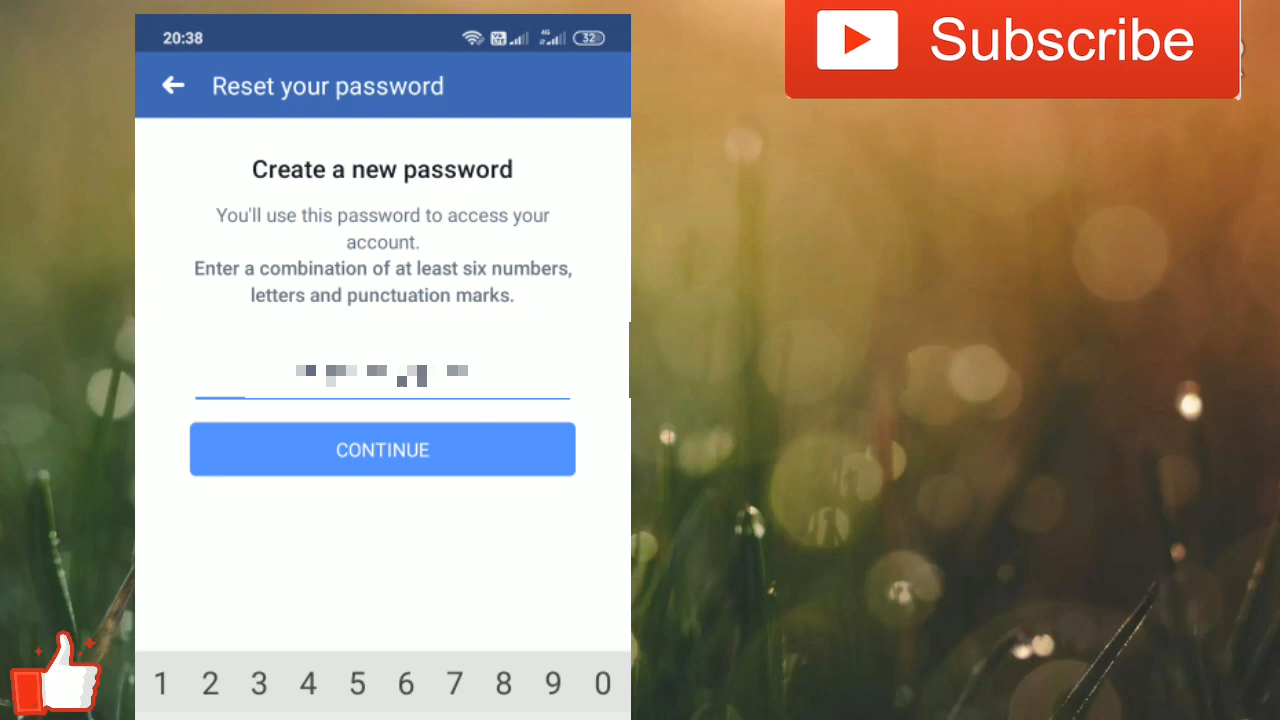 20:38
4G
32
Reset your password
Create a new password
You'll use this password to access your
account.
Enter a combination of at least six numbers,
letters and punctuation marks.
CONTINUE
1 2 3 4 5 6 7 8 9 0
Subscribe